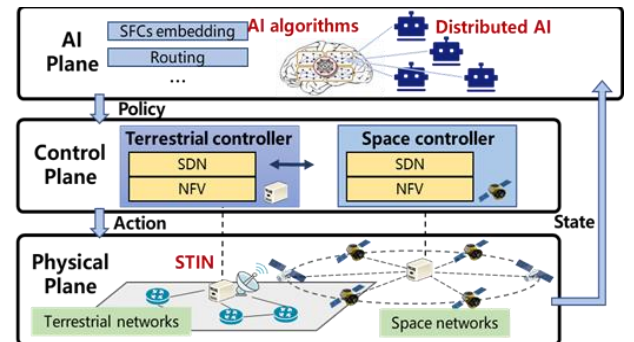 AI Plane
SFCs embedding
Routing
...
AI algorithms
Distributed AI
Policy
Control Plane
Terrestrial controller
SDN
NFV
Space controller
SDN
NFV
Action
State
Physical Plane
STIN
Terrestrial networks
Space networks